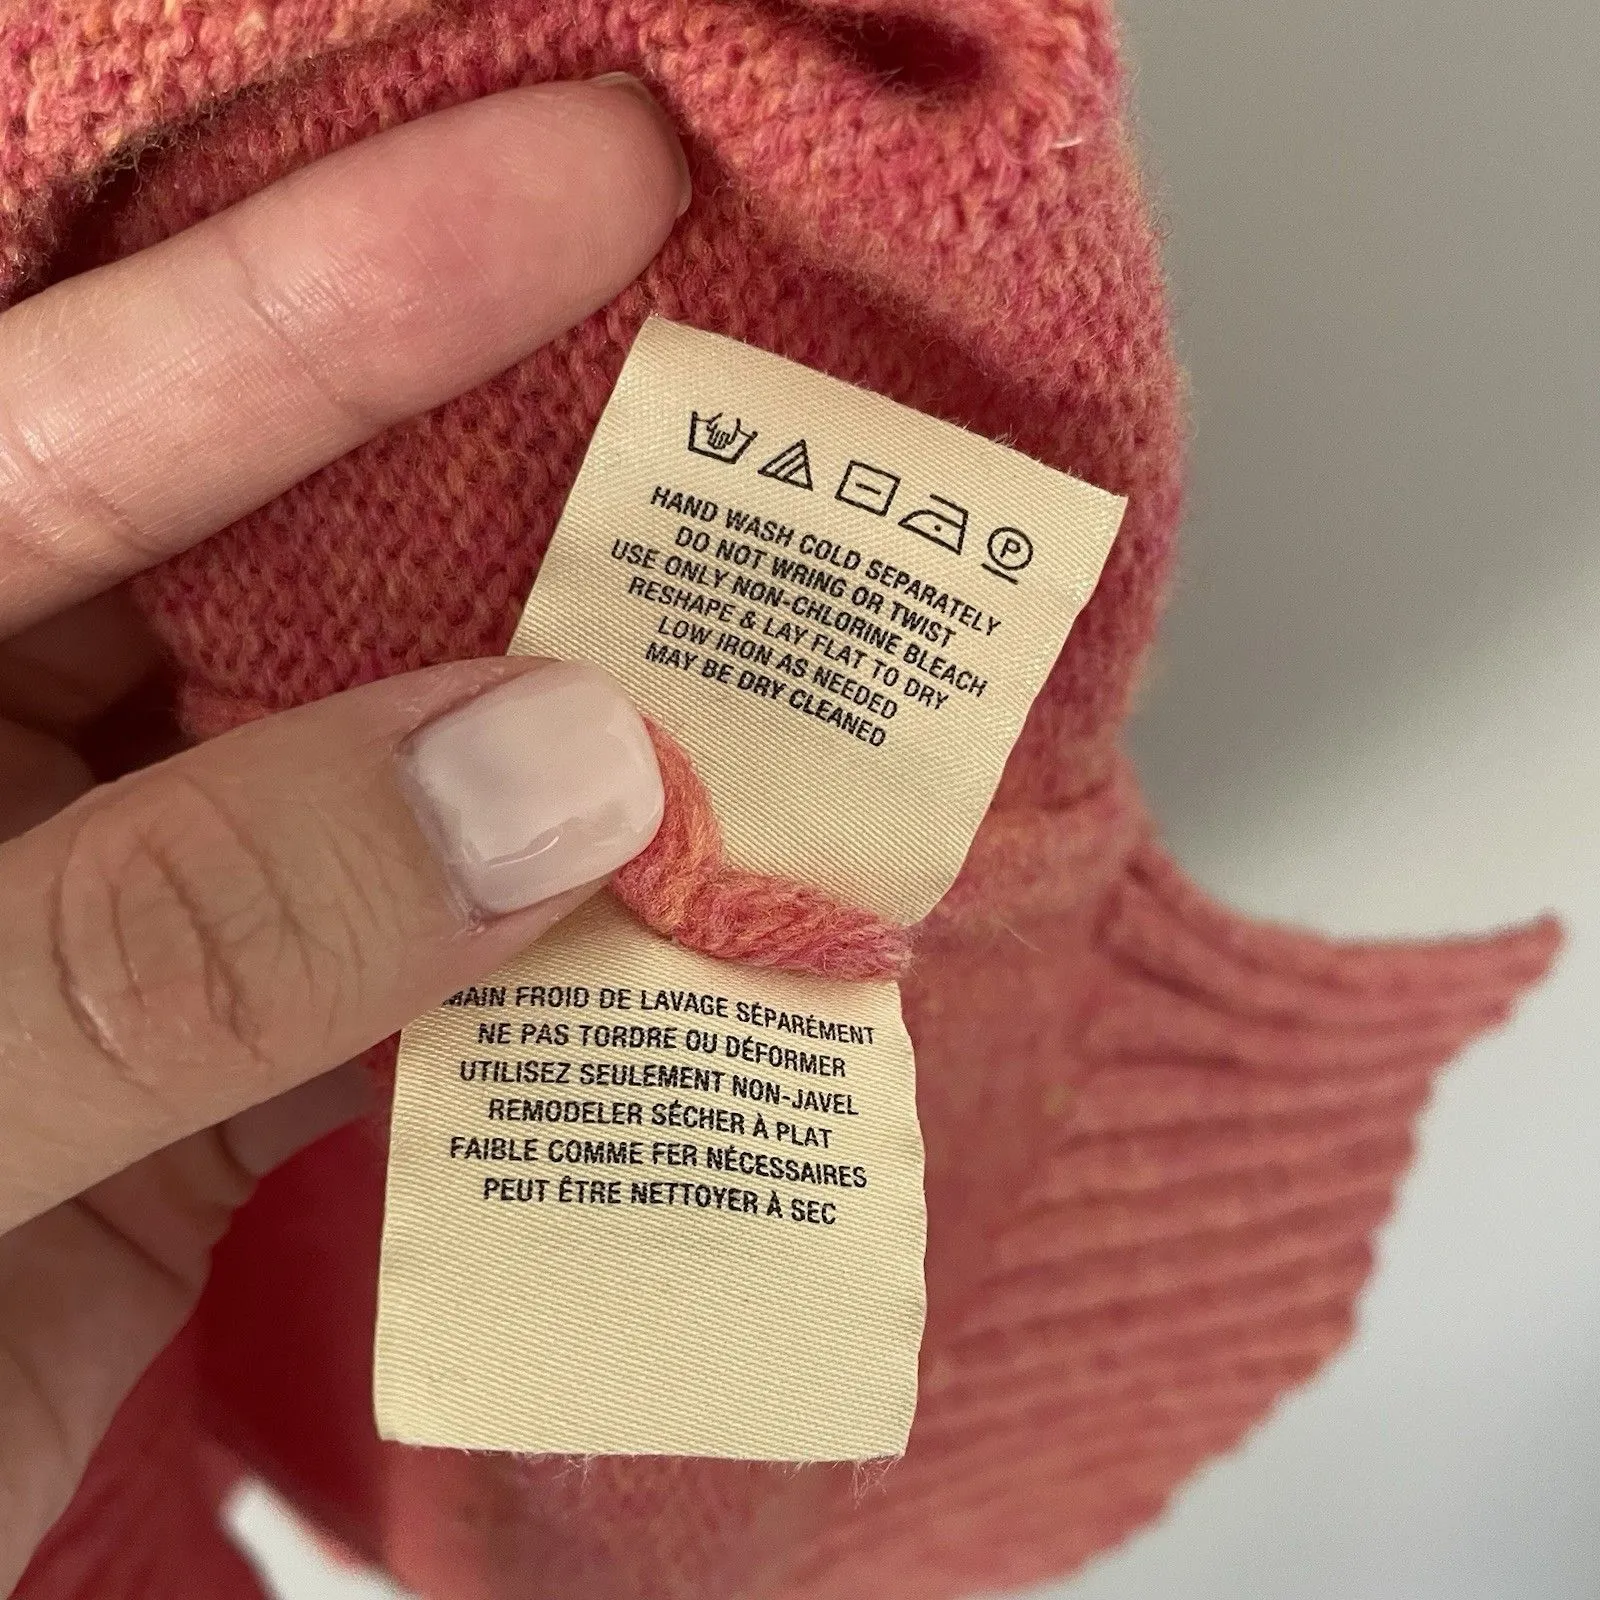 P
HAND WASH COLD SEPARATELY
DO NOT WRING OR TWIST
USE ONLY NON-CHLORINE BLEACH
RESHAPE & LAY FLAT TO DRY
LOW IRON AS NEEDED
MAY BE DRY CLEANED
MAIN FROID DE LAVAGE SÉPARÉMENT
NE PAS TORDRE OU DÉFORMER
UTILISEZ SEULEMENT NON-JAVEL
REMODELER SÉCHER À PLAT
FAIBLE COMME FER NÉCESSAIRES
PEUT ÊTRE NETTOYER À SEC